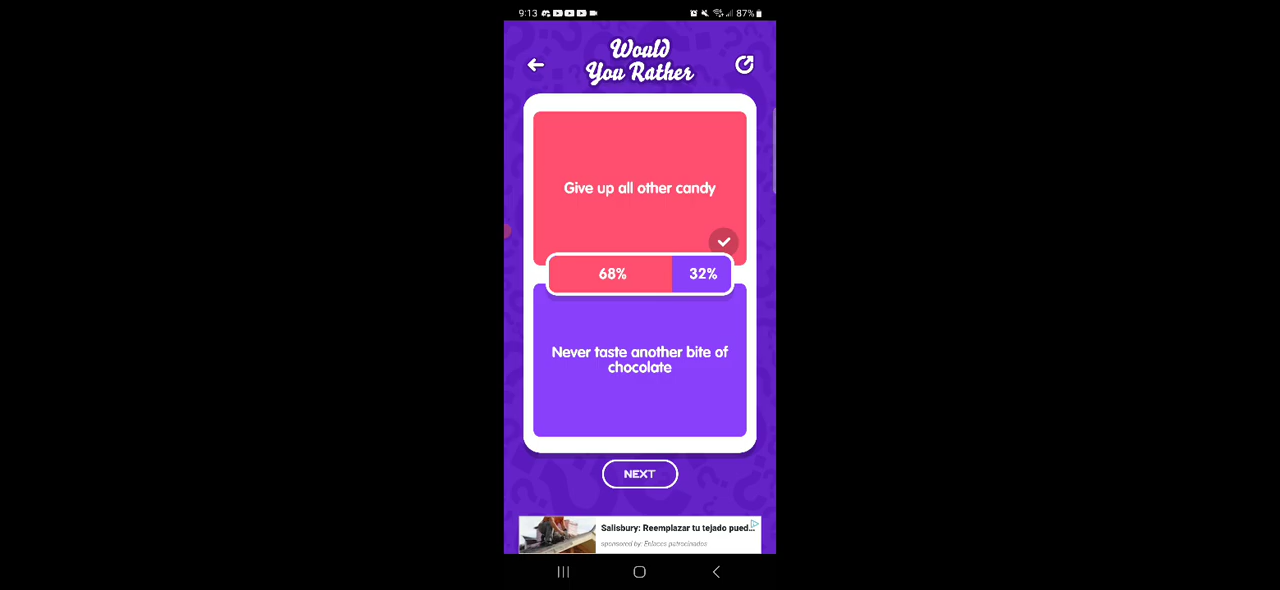 9:13
87%
Would
You Rather
Give up all other candy
68%
32%
Never taste another bite of
chocolate
NEXT
Salisbury: Reemplazar tu tejado pued...
sponsored by: Enlaces patrocinados